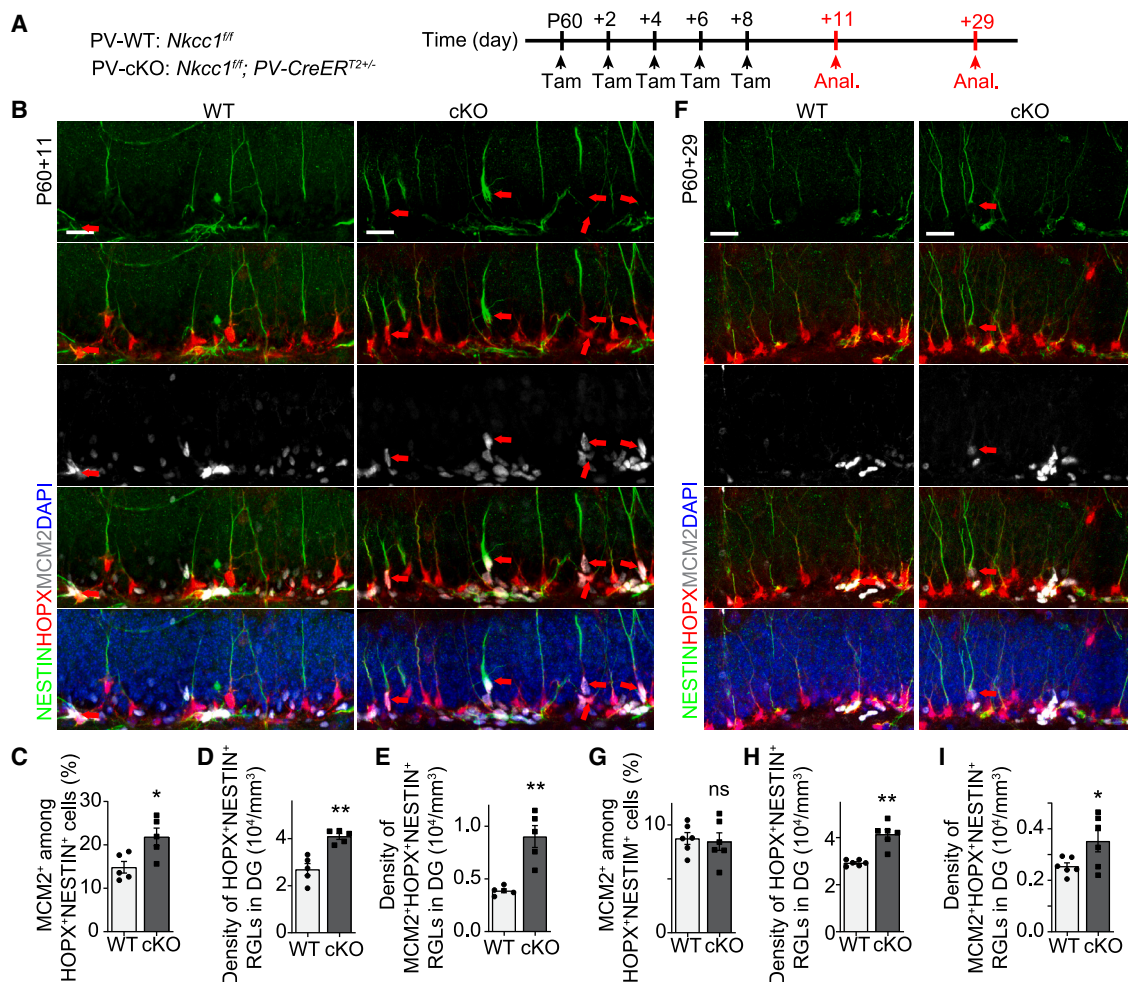 A
PV-WT: Nkcc1f/f
PV-cKO: Nkcc1f/f; PV-CreERT2+/-
Time (day)
P60 +2 +4 +6 +8 +11 +29
Tam Tam Tam Tam Tam Anal. Anal.
B WT cKO
P60+11
NESTINHOPXMCM2DAPI
F WT cKO
P60+29
NESTINHOPXMCM2DAPI
C
MCM2+ among
HOPX+NESTIN+ cells (%)
30
20
10
0
*
WT cKO
D
Density of HOPX+NESTIN+
RGLs in DG (104/mm3)
4
2
0
**
WT cKO
E
Density of
MCM2+HOPX+NESTIN+
RGLs in DG (104/mm3)
1.0
0.5
0.0
**
WT cKO
G
MCM2+ among
HOPX+NESTIM+ cells (%)
10
5
0
ns
WT cKO
H
Density of HOPX+NESTIN+
RGLs in DG (104/mm3)
4
2
0
**
WT cKO
I
Density of
MCM2+HOPX+NESTIN+
RGLs in DG (104/mm3)
0.4
0.2
0.0
*
WT cKO